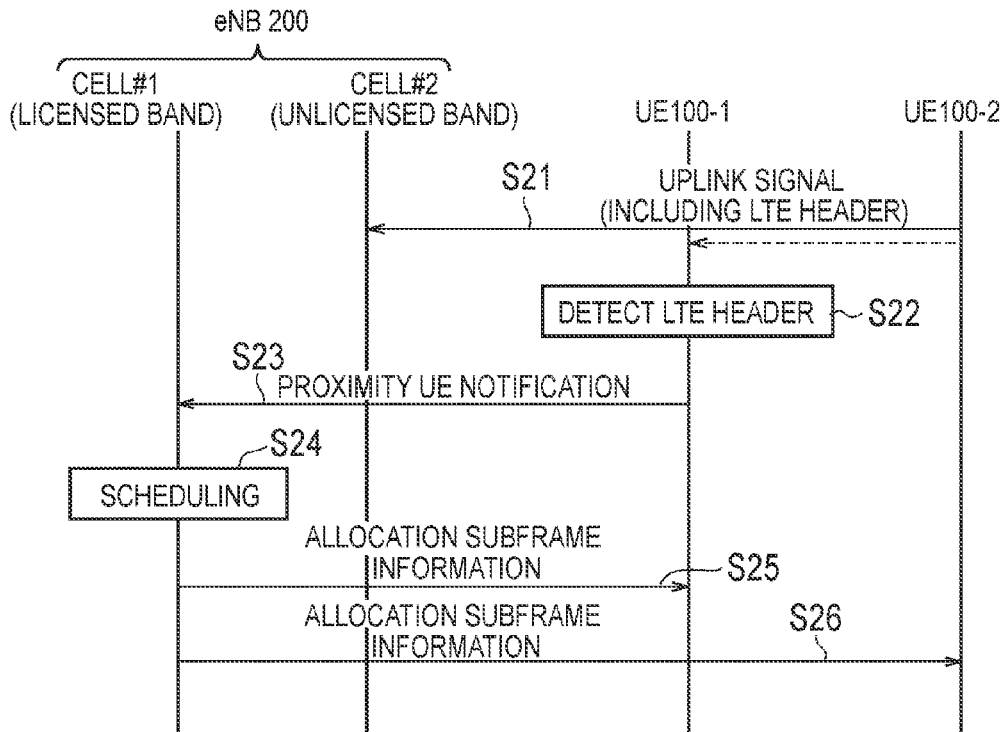 eNB 200
CELL#1
(LICENSED BAND)
CELL#2
(UNLICENSED BAND)
UE100-1
UE100-2
S21
UPLINK SIGNAL
(INCLUDING LTE HEADER)
DETECT LTE HEADER
S22
S23
PROXIMITY UE NOTIFICATION
S24
SCHEDULING
ALLOCATION SUBFRAME
INFORMATION
S25
ALLOCATION SUBFRAME
INFORMATION
S26